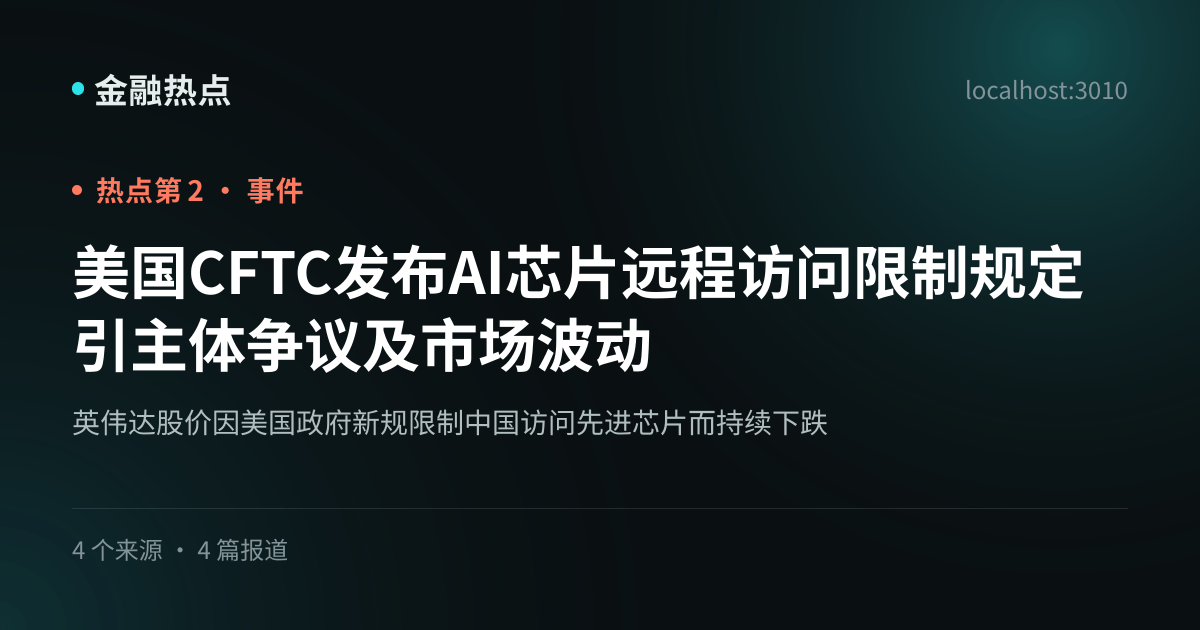 金融热点
localhost:3010
热点第 2 · 事件
美国CFTC发布AI芯片远程访问限制规定
引主体争议及市场波动
英伟达股价因美国政府新规限制中国访问先进芯片而持续下跌
4 个来源 · 4 篇报道